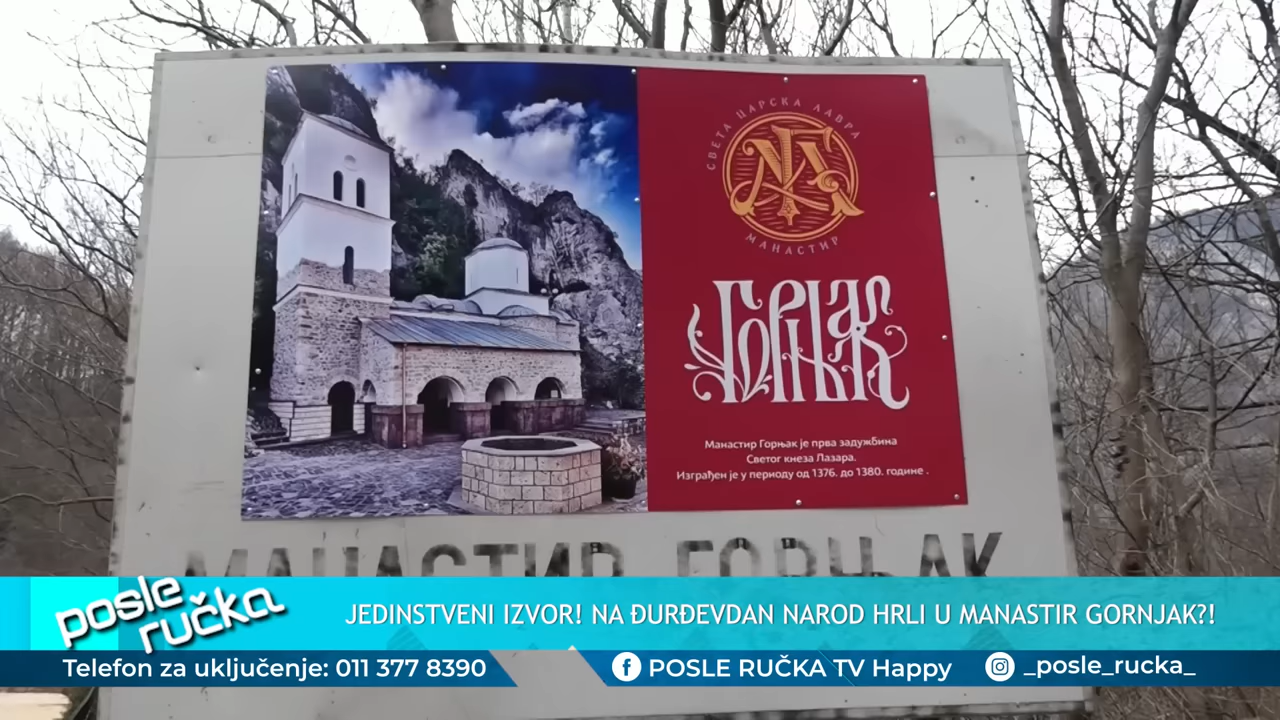 СВЕТА ЦАРСКА ЛАВРА
МАНАСТИР
ГОРЊАК
Манастир Горњак је прва задужбина
Светог кнеза Лазара.
Изграђен је у периоду од 1376. до 1380. године .
МАНАСТИР ГОРЊАК
posle
ručka
JEDINSTVENI IZVOR! NA ĐURĐEVDAN NAROD HRLI U MANASTIR GORNJAK?!
Telefon za uključenje: 011 377 8390
POSLE RUČKA TV Happy
_posle_rucka_